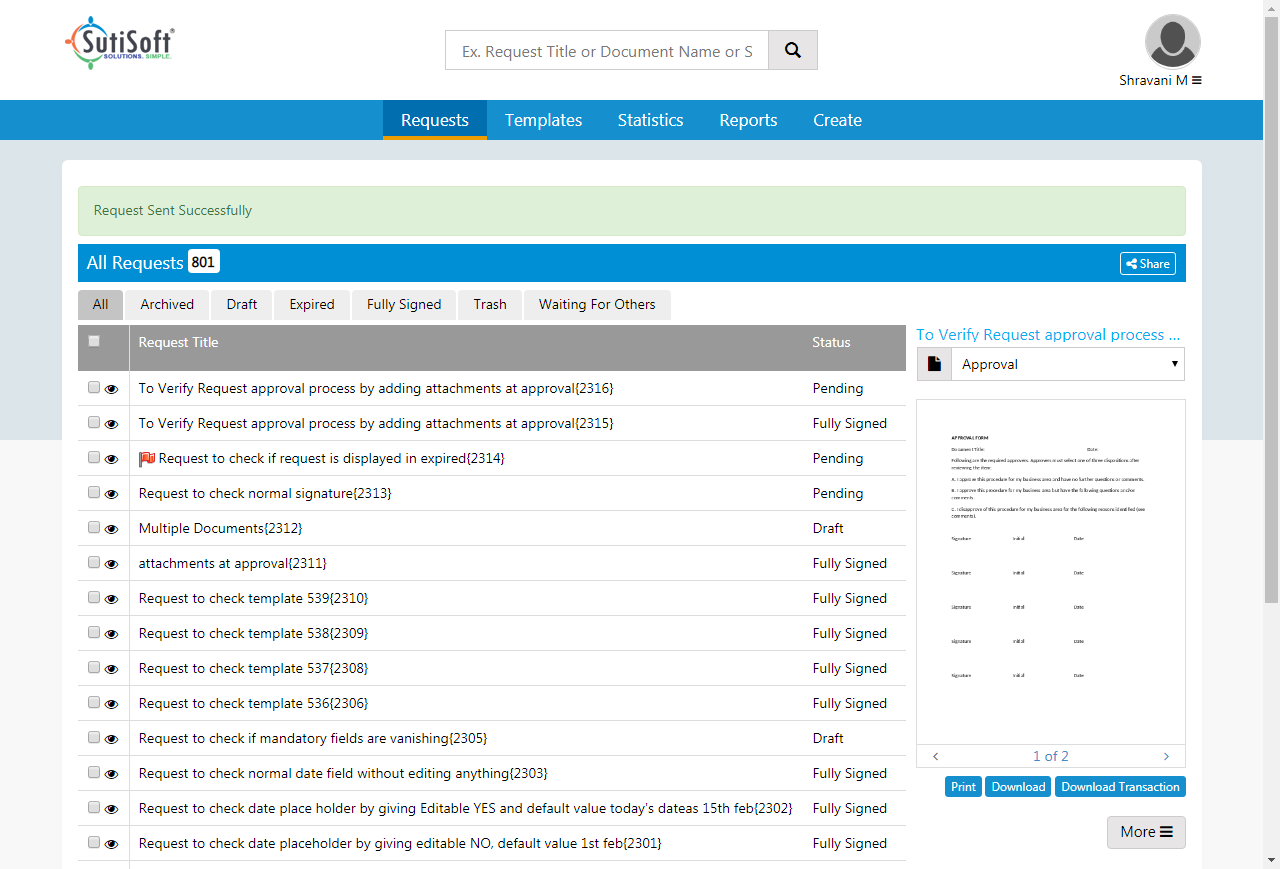 SutiSoft®
SOLUTIONS. SIMPLE.
Ex. Request Title or Document Name or S
Shravani M
Requests Templates Statistics Reports Create
Request Sent Successfully
All Requests 801
Share
All Archived Draft Expired Fully Signed Trash Waiting For Others
Request Title Status
To Verify Request approval process by adding attachments at approval{2316} Pending
To Verify Request approval process by adding attachments at approval{2315} Fully Signed
Request to check if request is displayed in expired{2314} Pending
Request to check normal signature{2313} Pending
Multiple Documents{2312} Draft
attachments at approval{2311} Fully Signed
Request to check template 539{2310} Fully Signed
Request to check template 538{2309} Fully Signed
Request to check template 537{2308} Fully Signed
Request to check template 536{2306} Fully Signed
Request to check if mandatory fields are vanishing{2305} Draft
Request to check normal date field without editing anything{2303} Fully Signed
Request to check date place holder by giving Editable YES and default value today's dateas 15th feb{2302} Fully Signed
Request to check date placeholder by giving editable NO, default value 1st feb{2301} Fully Signed
To Verify Request approval process ...
Approval
APPROVAL FORM
Document Title: Date:
Following are the required approvers. Approvers must select one of three dispositions after
reviewing the item:
A. I approve this procedure for my business area and have no further questions or comments.
B. I approve this procedure for my business area but have the following questions and/or
comments.
C. I disapprove of this procedure for my business area for the following reasons identified (see
comments).
Signature Initial Date
Signature Initial Date
Signature Initial Date
Signature Initial Date
Signature Initial Date
1 of 2
Print Download Download Transaction
More